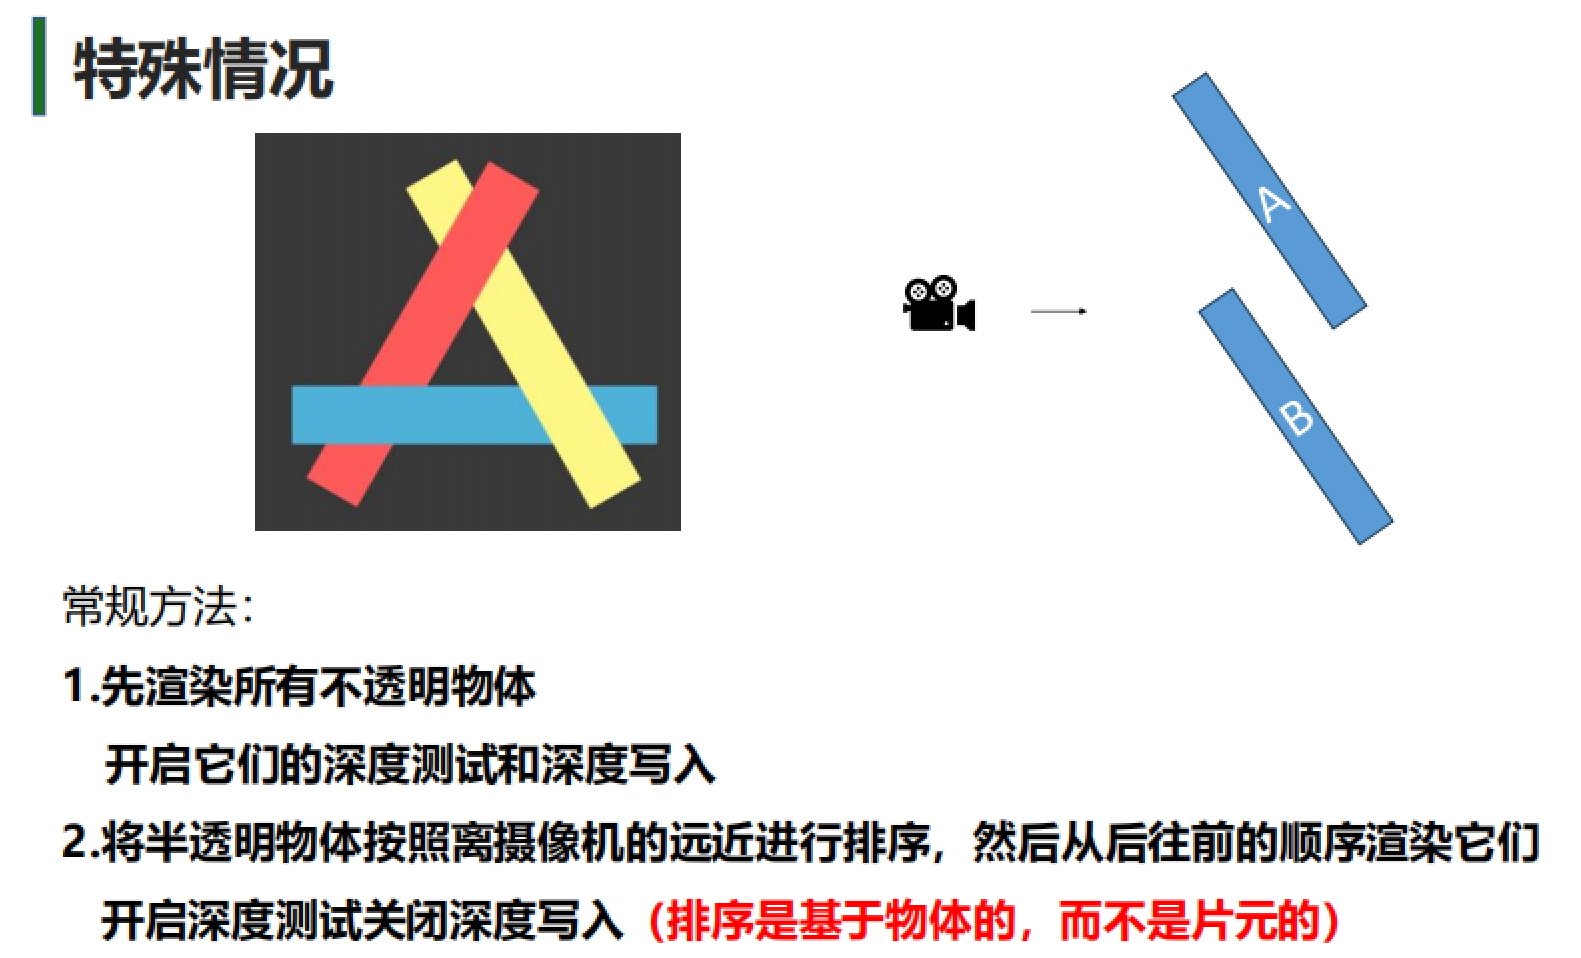 特殊情况
A
B
常规方法：
1.先渲染所有不透明物体
开启它们的深度测试和深度写入
2.将半透明物体按照离摄像机的远近进行排序，然后从后往前的顺序渲染它们
开启深度测试关闭深度写入（排序是基于物体的，而不是片元的）